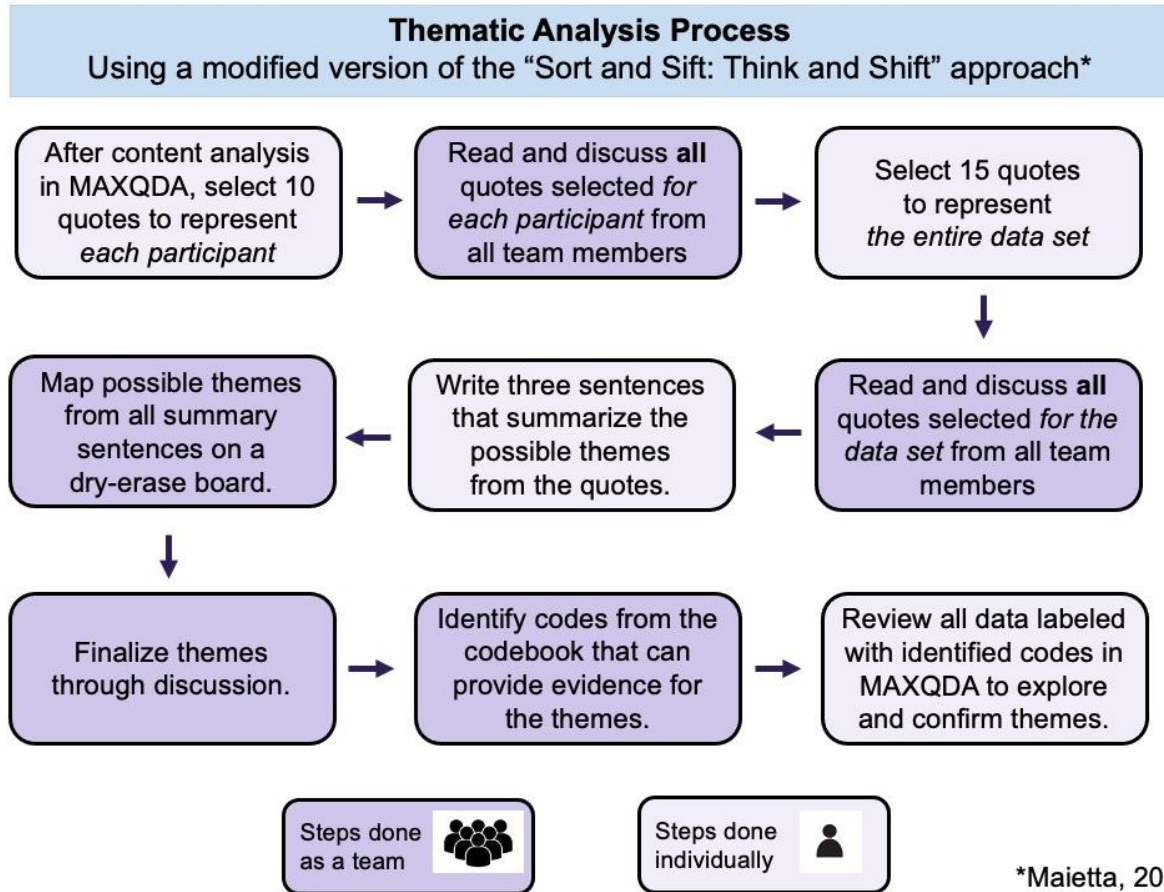 Thematic Analysis Process
Using a modified version of the “Sort and Sift: Think and Shift” approach*
After content analysis
in MAXQDA, select 10
quotes to represent
each participant
Read and discuss all
quotes selected for
each participant from
all team members
Select 15 quotes
to represent
the entire data set
Read and discuss all
quotes selected for the
data set from all team
members
Write three sentences
that summarize the
possible themes
from the quotes.
Map possible themes
from all summary
sentences on a
dry-erase board.
Finalize themes
through discussion.
Identify codes from the
codebook that can
provide evidence for
the themes.
Review all data labeled
with identified codes in
MAXQDA to explore
and confirm themes.
Steps done
as a team
Steps done
individually
*Maietta, 20